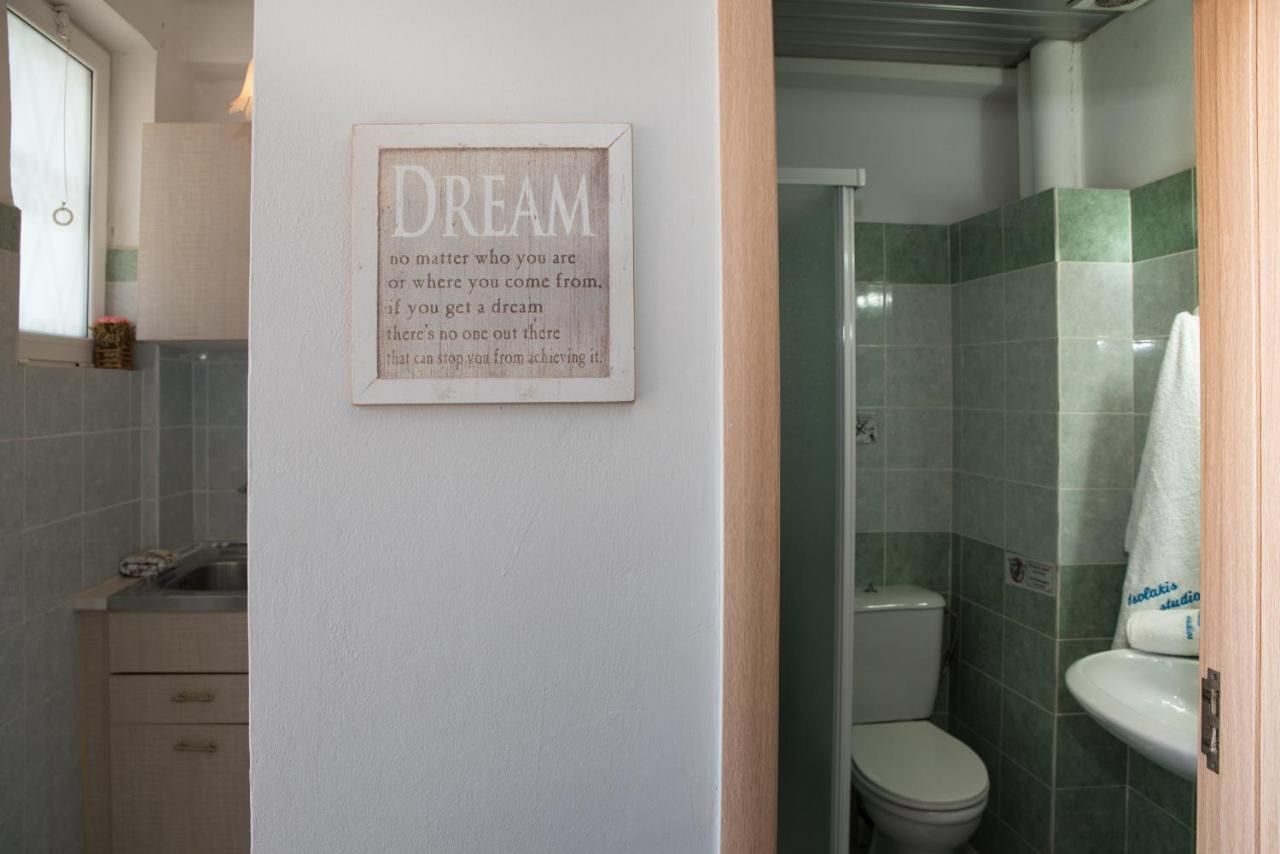 DREAM
no matter who you are
or where you come from,
if you get a dream
there's no one out there
that can stop you from achieving it.
tsolakis
studio